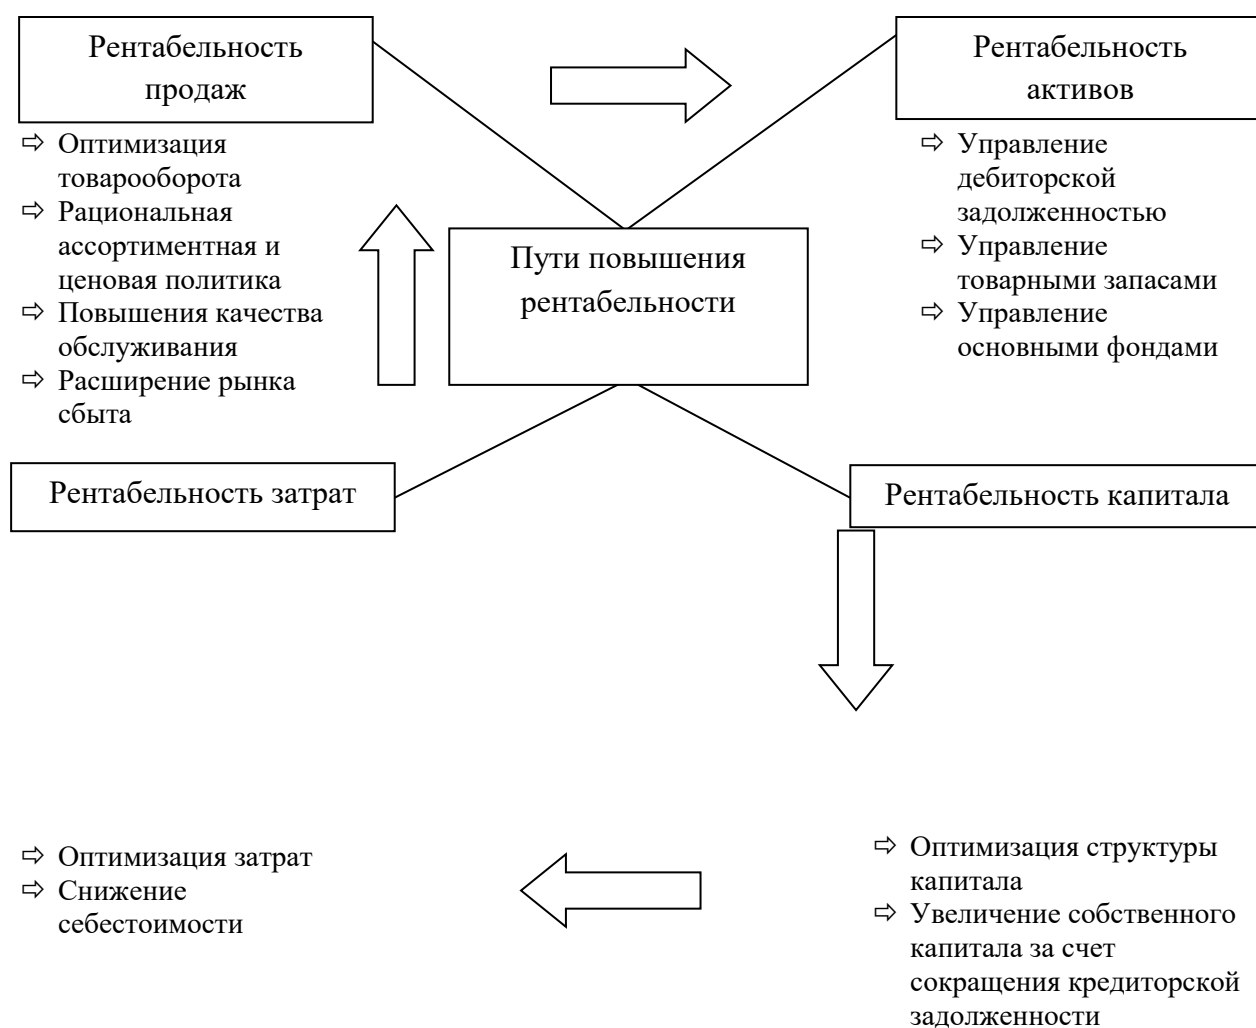 Рентабельность
продаж
⇨ Оптимизация
товарооборота
⇨ Рациональная
ассортиментная и
ценовая политика
⇨ Повышения качества
обслуживания
⇨ Расширение рынка
сбыта
Рентабельность
активов
⇨ Управление
дебиторской
задолженностью
⇨ Управление
товарными запасами
⇨ Управление
основными фондами
Пути повышения
рентабельности
Рентабельность затрат
Рентабельность капитала
⇨ Оптимизация затрат
⇨ Снижение
себестоимости
⇨ Оптимизация структуры
капитала
⇨ Увеличение собственного
капитала за счет
сокращения кредиторской
задолженности